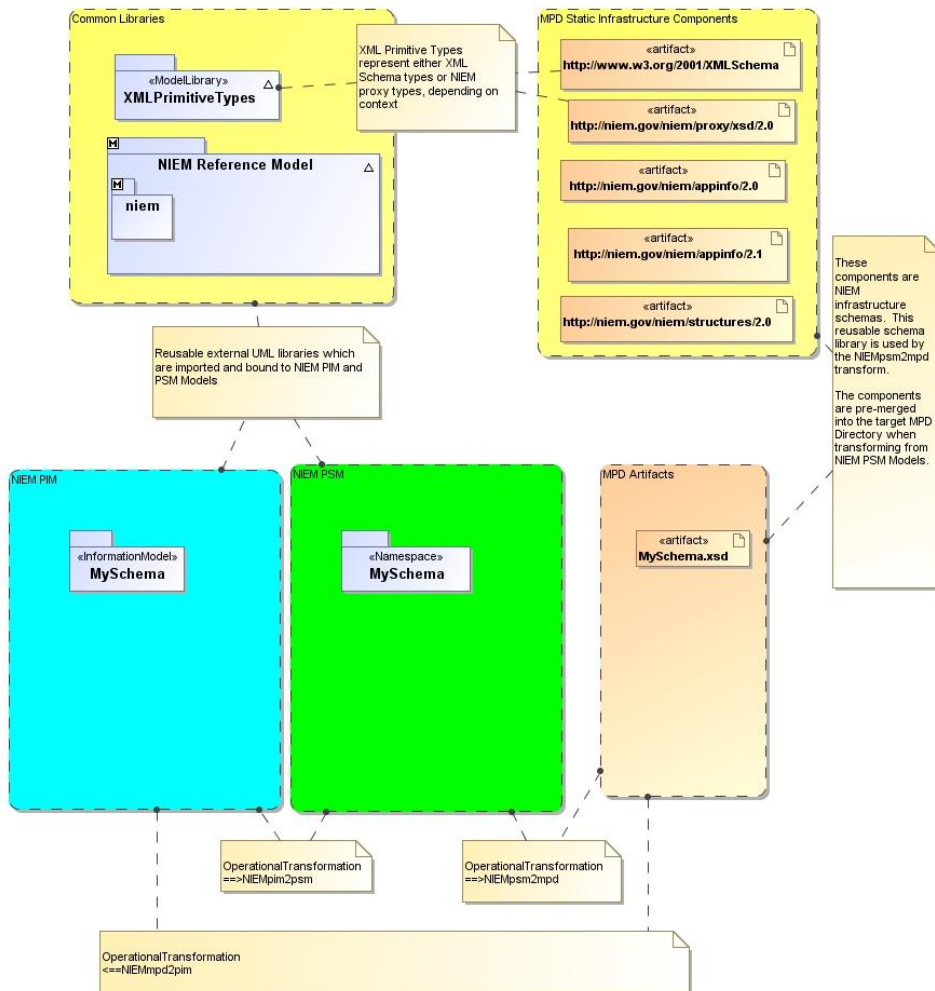 Common Libraries
«ModelLibrary»
XMLPrimitiveTypes
M
NIEM Reference Model
M
niem
XML Primitive Types
represent either XML
Schema types or NIEM
proxy types, depending on
context
MPD Static Infrastructure Components
«artifact»
http://www.w3.org/2001/XMLSchema
«artifact»
http://niem.gov/niem/proxy/xsd/2.0
«artifact»
http://niem.gov/niem/appinfo/2.0
«artifact»
http://niem.gov/niem/appinfo/2.1
«artifact»
http://niem.gov/niem/structures/2.0
These
components are
NIEM
infrastructure
schemas. This
reusable schema
library is used by
the NIEMpsm2mpd
transform.
The components
are pre-merged
into the target MPD
Directory when
transforming from
NIEM PSM Models.
Reusable external UML libraries which
are imported and bound to NIEM PIM and
PSM Models
NIEM PIM
«InformationModel»
MySchema
NIEM PSM
«Namespace»
MySchema
MPD Artifacts
«artifact»
MySchema.xsd
OperationalTransformation
==>NIEMpim2psm
OperationalTransformation
==>NIEMpsm2mpd
OperationalTransformation
<==NIEMmpd2pim